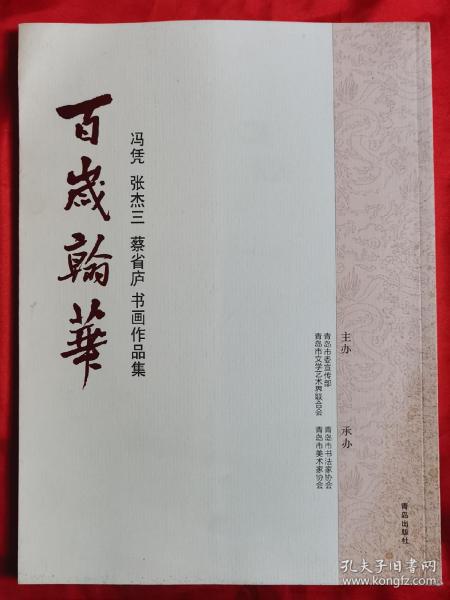 百歲翰華
冯凭 张杰三 蔡省庐 书画作品集
主办
青岛市委宣传部
青岛市文学艺术界联合会
承办
青岛市书法家协会
青岛市美术家协会
青岛出版社
孔夫子旧书网
www.kongfz.com